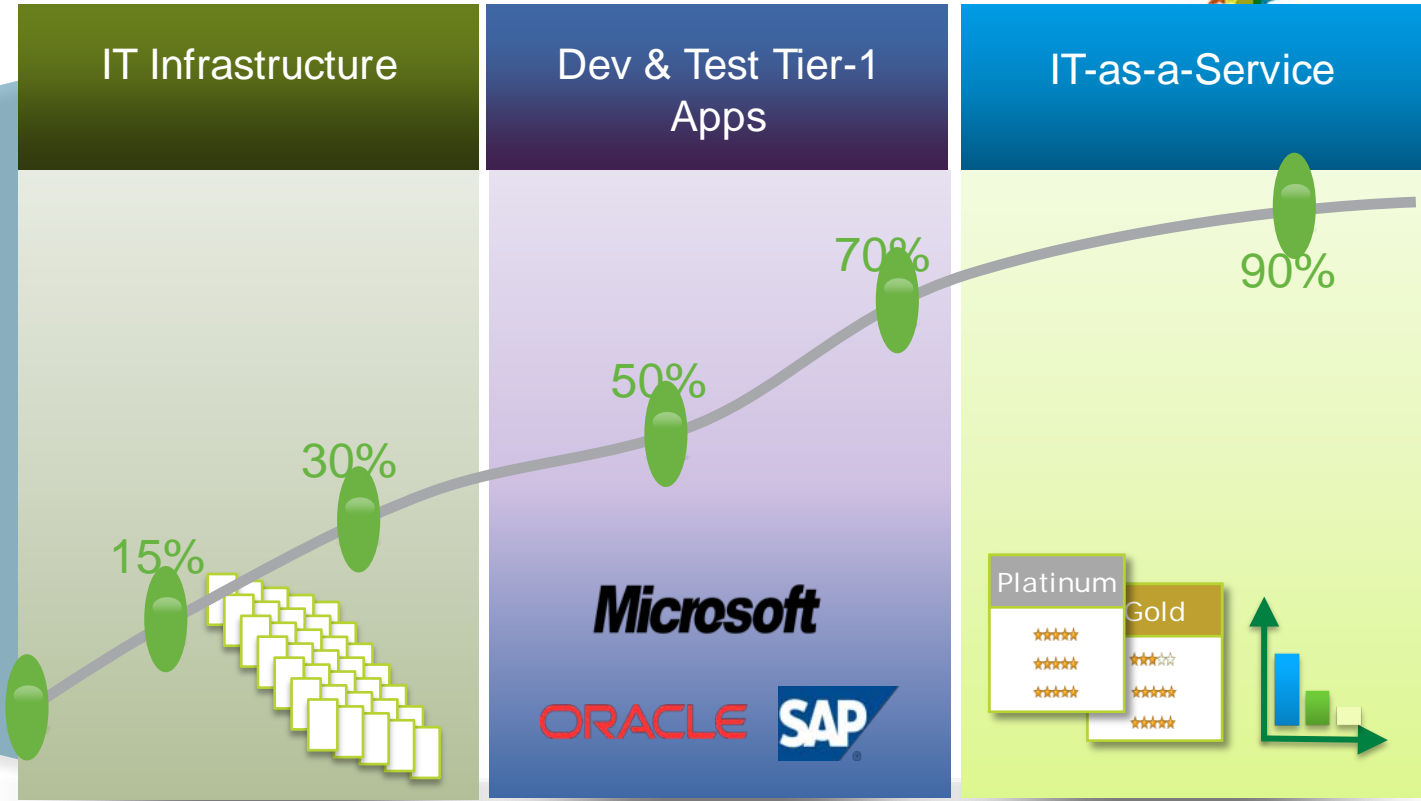 IT Infrastructure
Dev & Test Tier-1
Apps
IT-as-a-Service
70%
90%
50%
30%
15%
Platinum
Gold
Microsoft
ORACLE
SAP
®